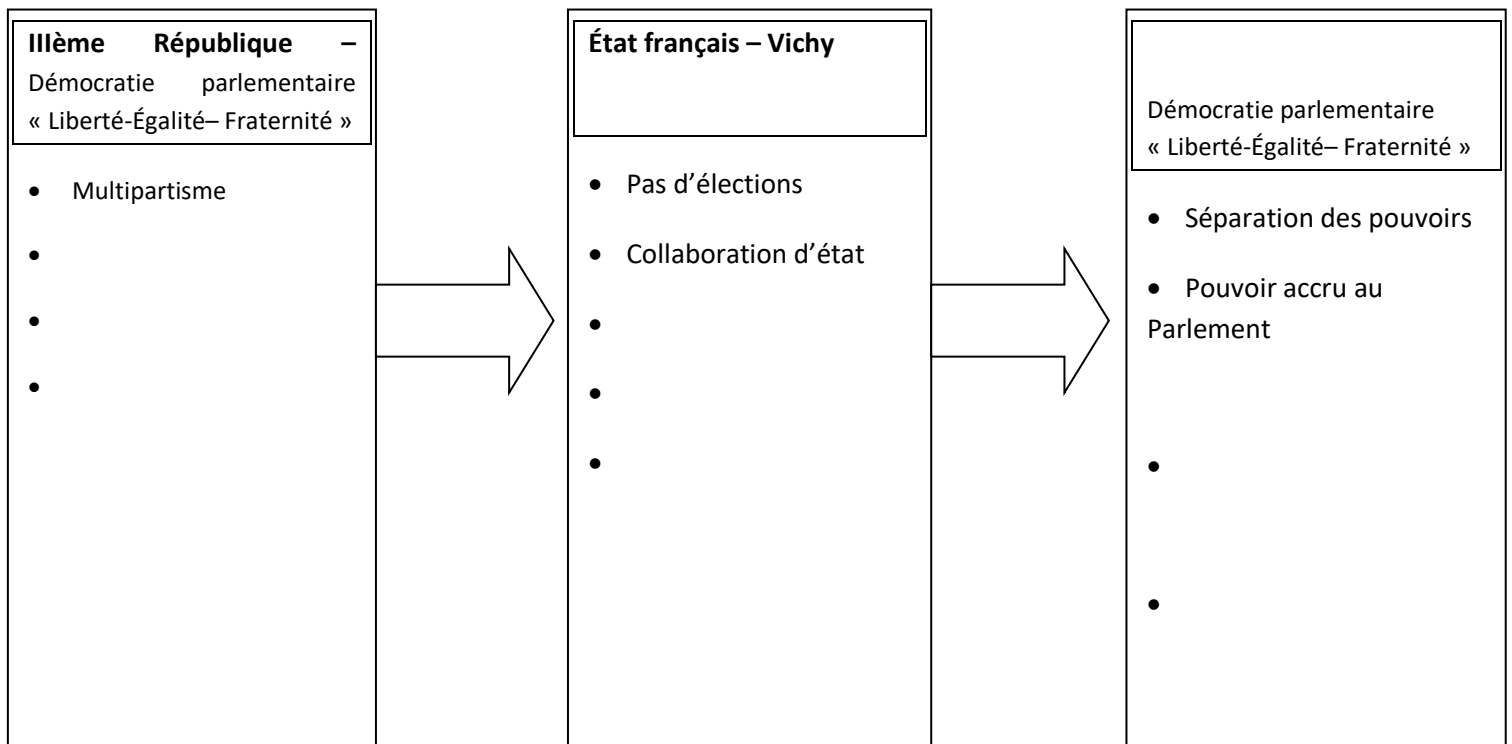 IIIème République –
Démocratie parlementaire
« Liberté-Égalité– Fraternité »
• Multipartisme
•
•
•
État français – Vichy
• Pas d’élections
• Collaboration d’état
•
•
•
Démocratie parlementaire
« Liberté-Égalité– Fraternité »
• Séparation des pouvoirs
• Pouvoir accru au
Parlement
•
•